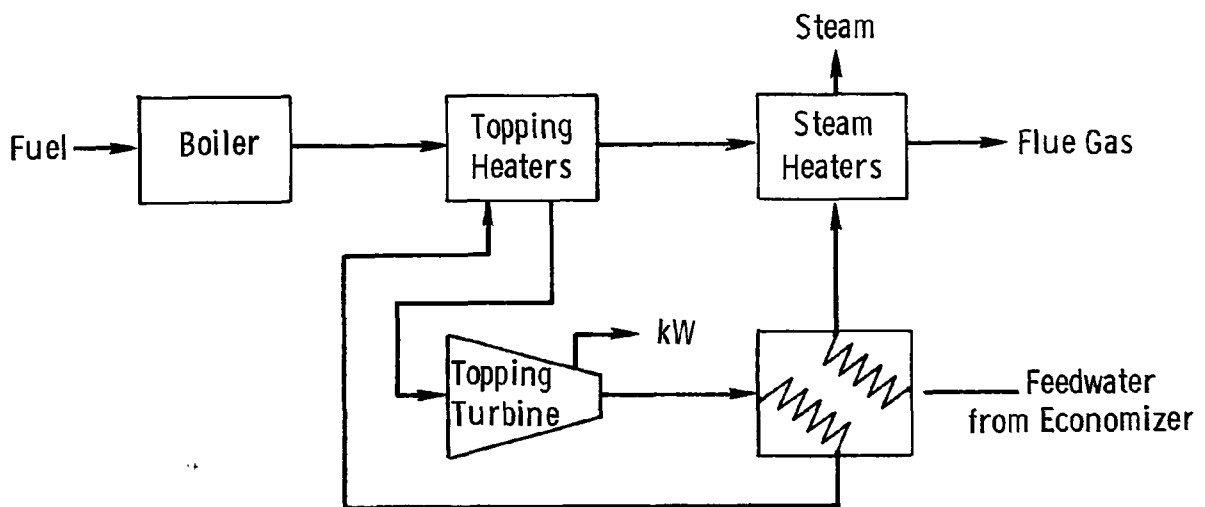 Steam
Fuel
Boiler
Topping
Heaters
Steam
Heaters
Flue Gas
kW
Topping
Turbine
Feedwater
from Economizer